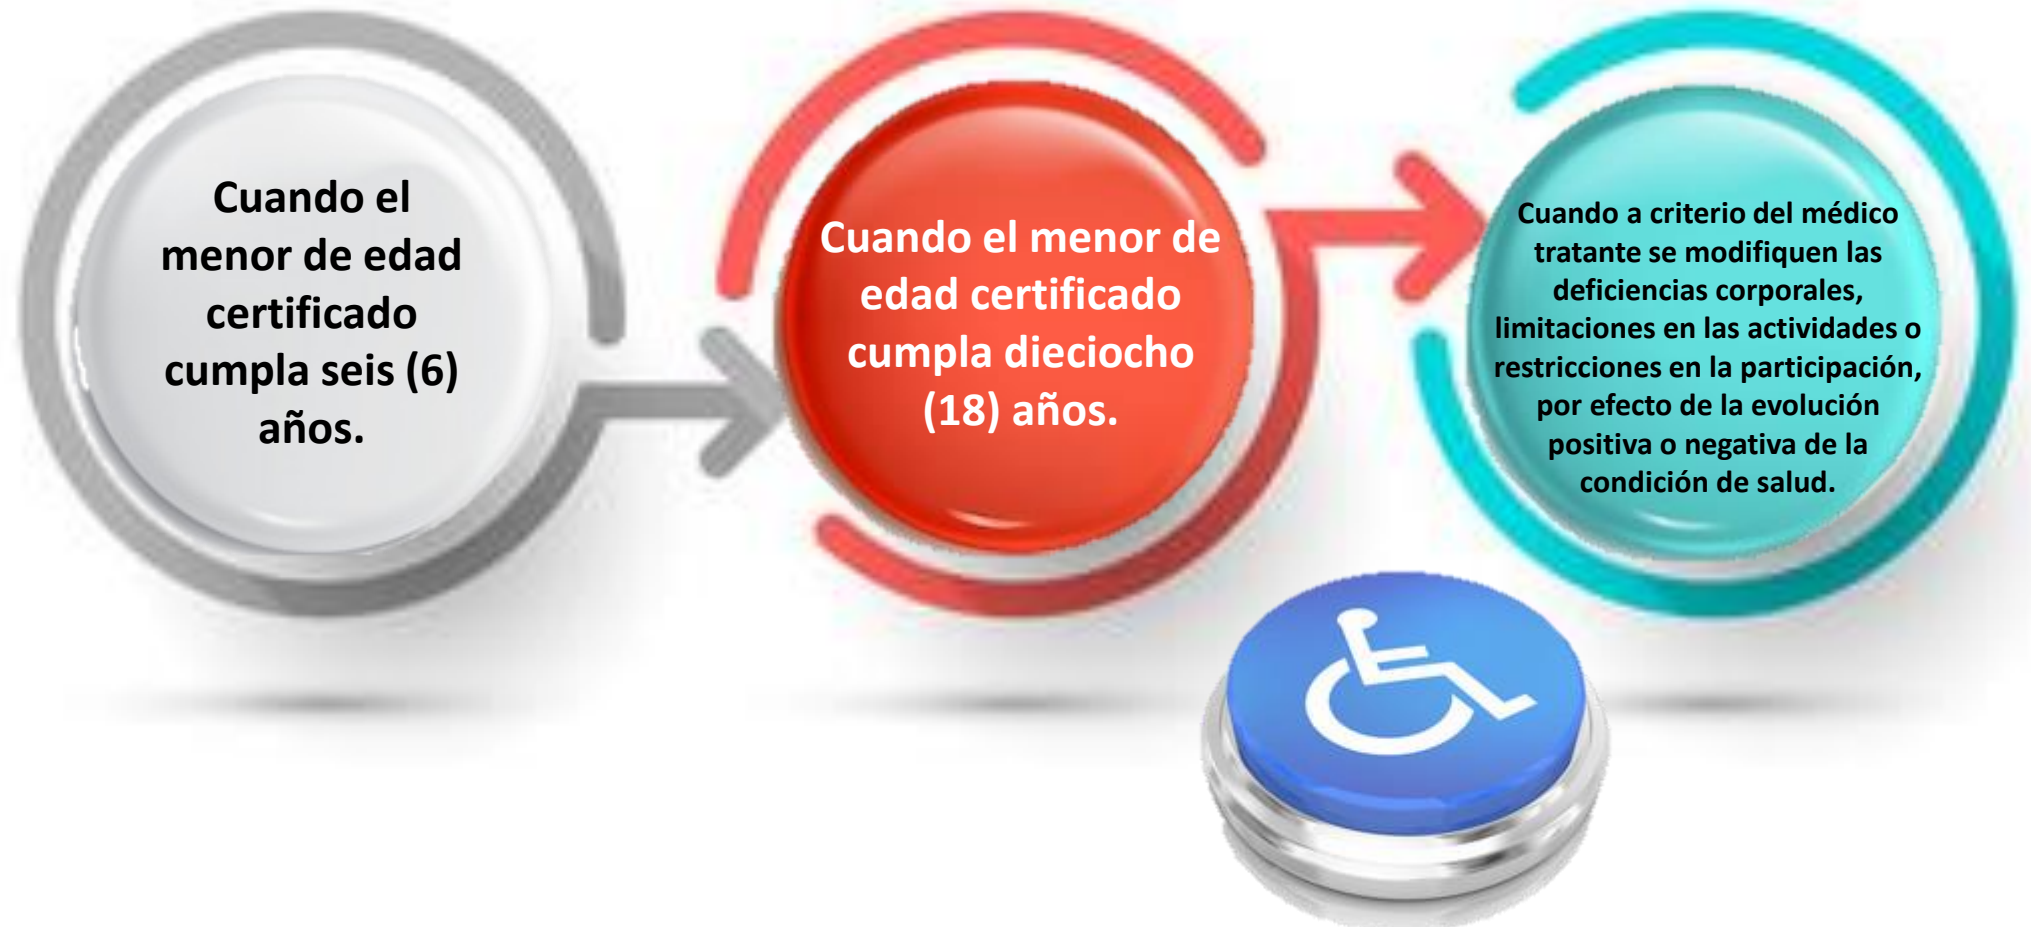 Cuando el
menor de edad
certificado
cumpla seis (6)
años.
Cuando el menor de
edad certificado
cumpla dieciocho
(18) años.
Cuando a criterio del médico
tratante se modifiquen las
deficiencias corporales,
limitaciones en las actividades o
restricciones en la participación,
por efecto de la evolución
positiva o negativa de la
condición de salud.